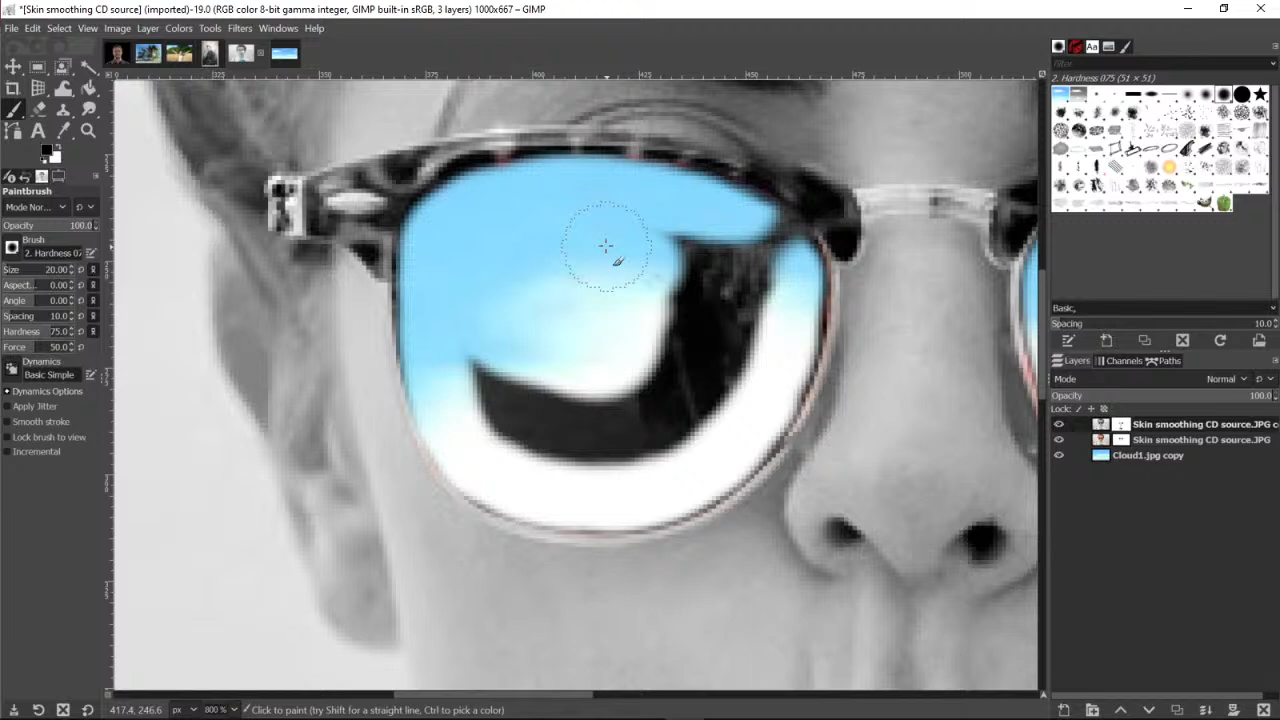 *[Skin smoothing CD source] (imported)-19.0 (RGB color 8-bit gamma integer, GIMP built-in sRGB, 3 layers) 1000x667 – GIMP
File Edit Select View Image Layer Colors Tools Filters Windows Help
Filter
2. Hardness 075 (51 × 51)
Paintbrush
Mode Nor...
Opacity 100.0
Brush
2. Hardness 07
Size 20.00
Aspect... 0.00
Angle 0.00
Spacing 10.0
Hardness 75.0
Force 50.0
Dynamics
Basic Simple
Dynamics Options
Apply Jitter
Smooth stroke
Lock brush to view
Incremental
Basic,
Spacing 10.0
Layers Channels Paths
Mode Normal
Opacity 100.0
Lock:
Skin smoothing CD source.JPG c
Skin smoothing CD source.JPG
Cloud1.jpg copy
417.4, 246.6 px 800 % Click to paint (try Shift for a straight line, Ctrl to pick a color)